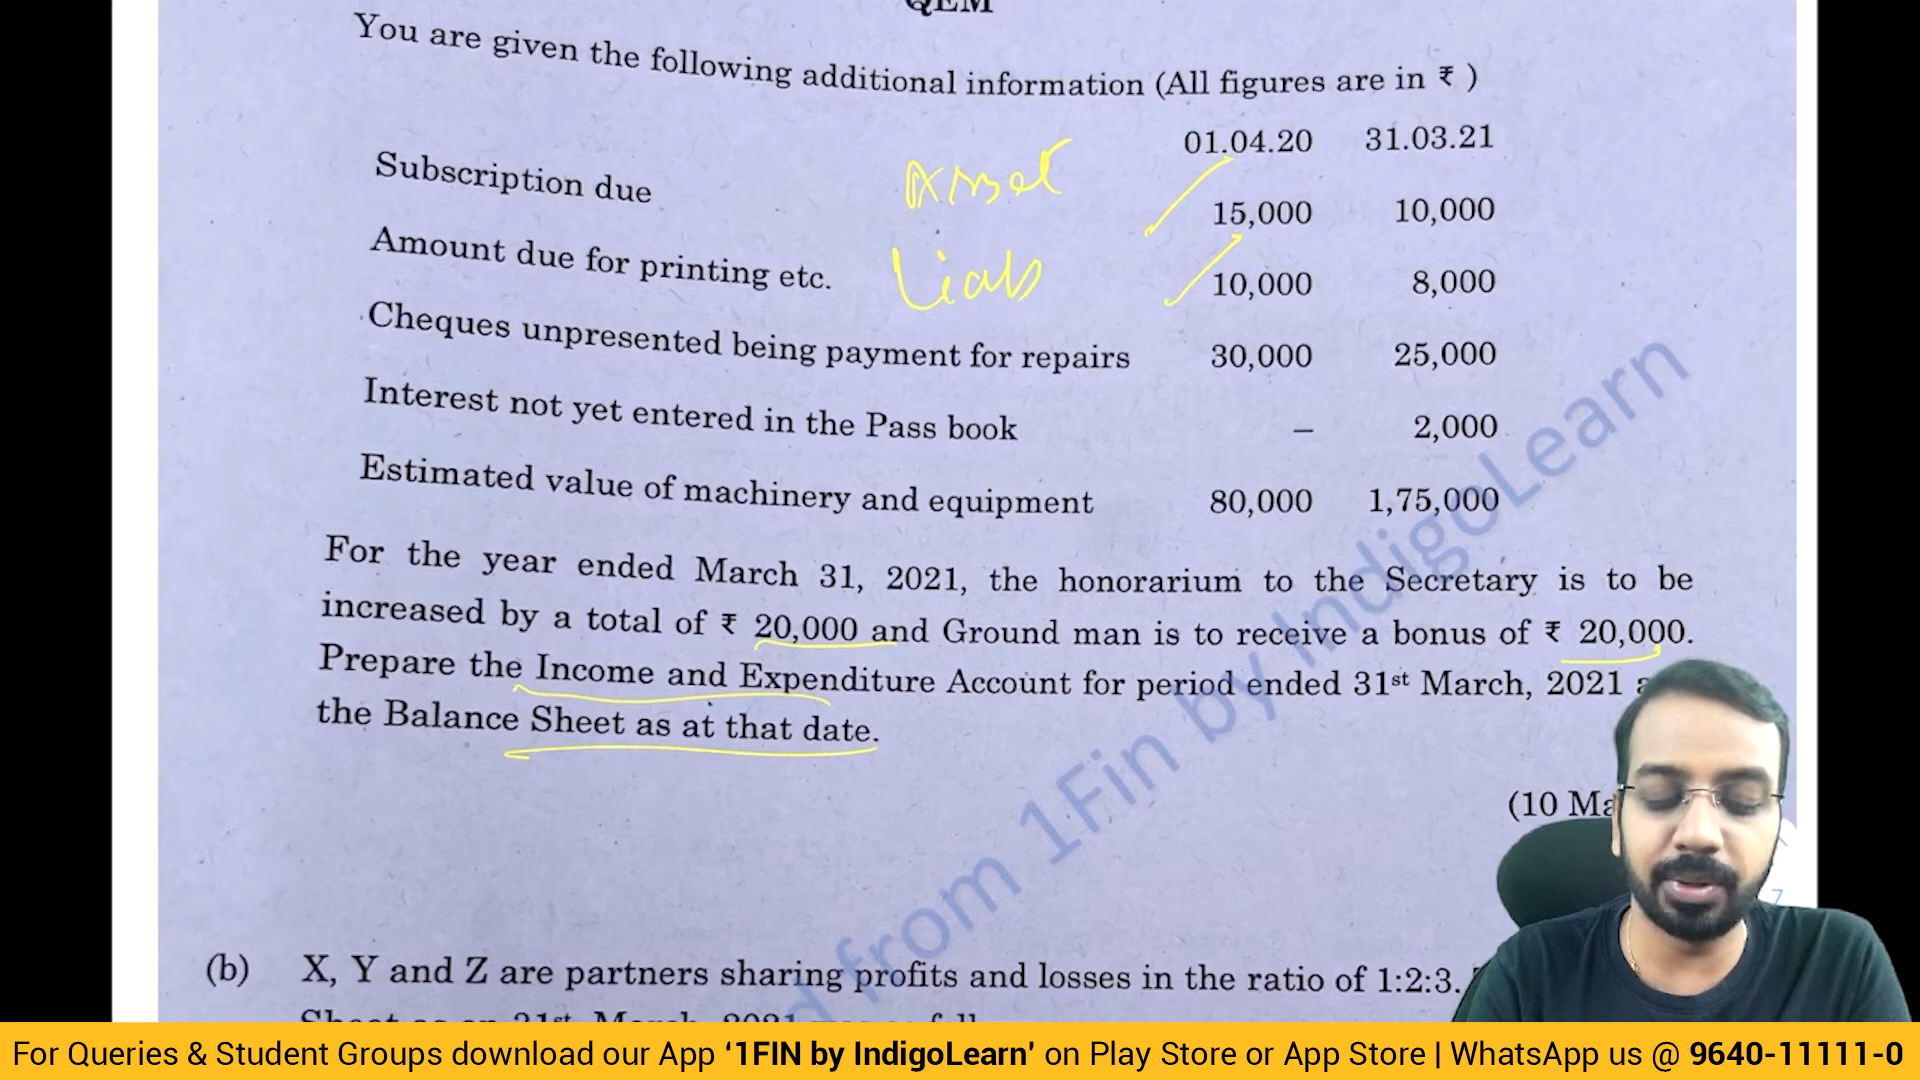 QEM
You are given the following additional information (All figures are in ₹ )
01.04.20 31.03.21
Subscription due Asset 15,000 10,000
Amount due for printing etc. Liab 10,000 8,000
Cheques unpresented being payment for repairs 30,000 25,000
Interest not yet entered in the Pass book – 2,000
Estimated value of machinery and equipment 80,000 1,75,000
For the year ended March 31, 2021, the honorarium to the Secretary is to be
increased by a total of ₹ 20,000 and Ground man is to receive a bonus of ₹ 20,000.
Prepare the Income and Expenditure Account for period ended 31st March, 2021
the Balance Sheet as at that date.
(10
(b) X, Y and Z are partners sharing profits and losses in the ratio of 1:2:3.
from 1Fin by IndigoLearn
For Queries & Student Groups download our App '1FIN by IndigoLearn' on Play Store or App Store | WhatsApp us @ 9640-11111-0